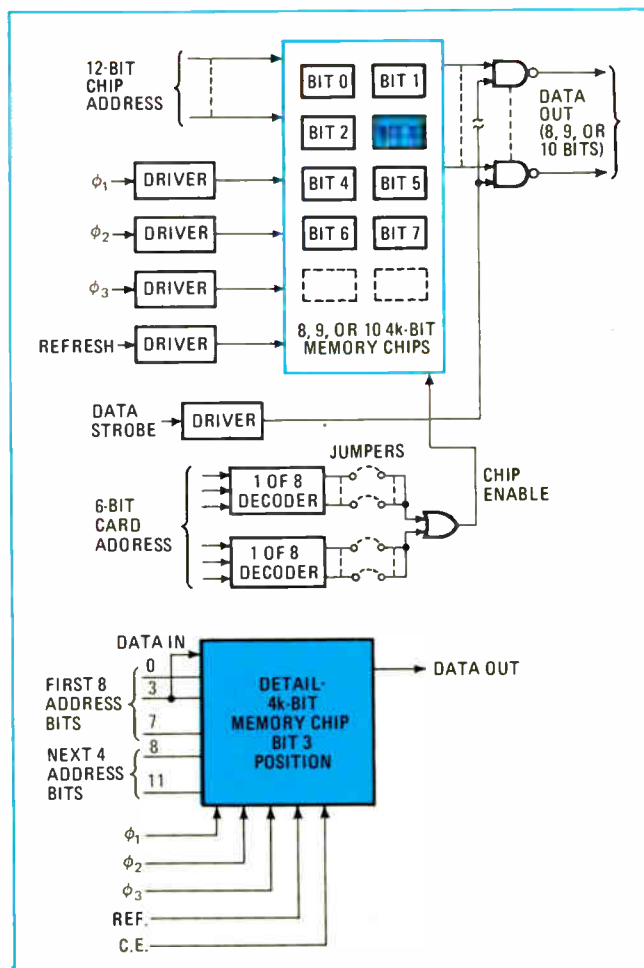 12-BIT
CHIP
ADDRESS
BIT 0 BIT 1
BIT 2
BIT 4 BIT 5
BIT 6 BIT 7
8, 9, OR 10 4k-BIT
MEMORY CHIPS
DATA
OUT
(8, 9, OR
10 BITS)
ϕ1 DRIVER
ϕ2 DRIVER
ϕ3 DRIVER
REFRESH DRIVER
DATA
STROBE DRIVER
JUMPERS
CHIP
ENABLE
6-BIT
CARD
ADDRESS
1 OF 8
DECODER
1 OF 8
DECODER
DATA IN
FIRST 8
ADDRESS
BITS
0
3
7
NEXT 4
ADDRESS
BITS
8
11
DETAIL-
4k-BIT
MEMORY CHIP
BIT 3
POSITION
DATA OUT
ϕ1
ϕ2
ϕ3
REF.
C.E.